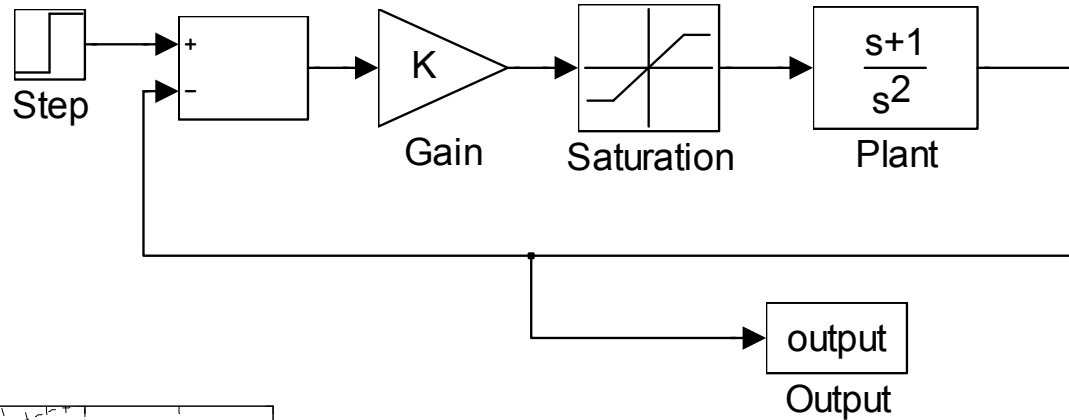 Step
+
−
K
Gain
Saturation
s+1
s2
Plant
output
Output